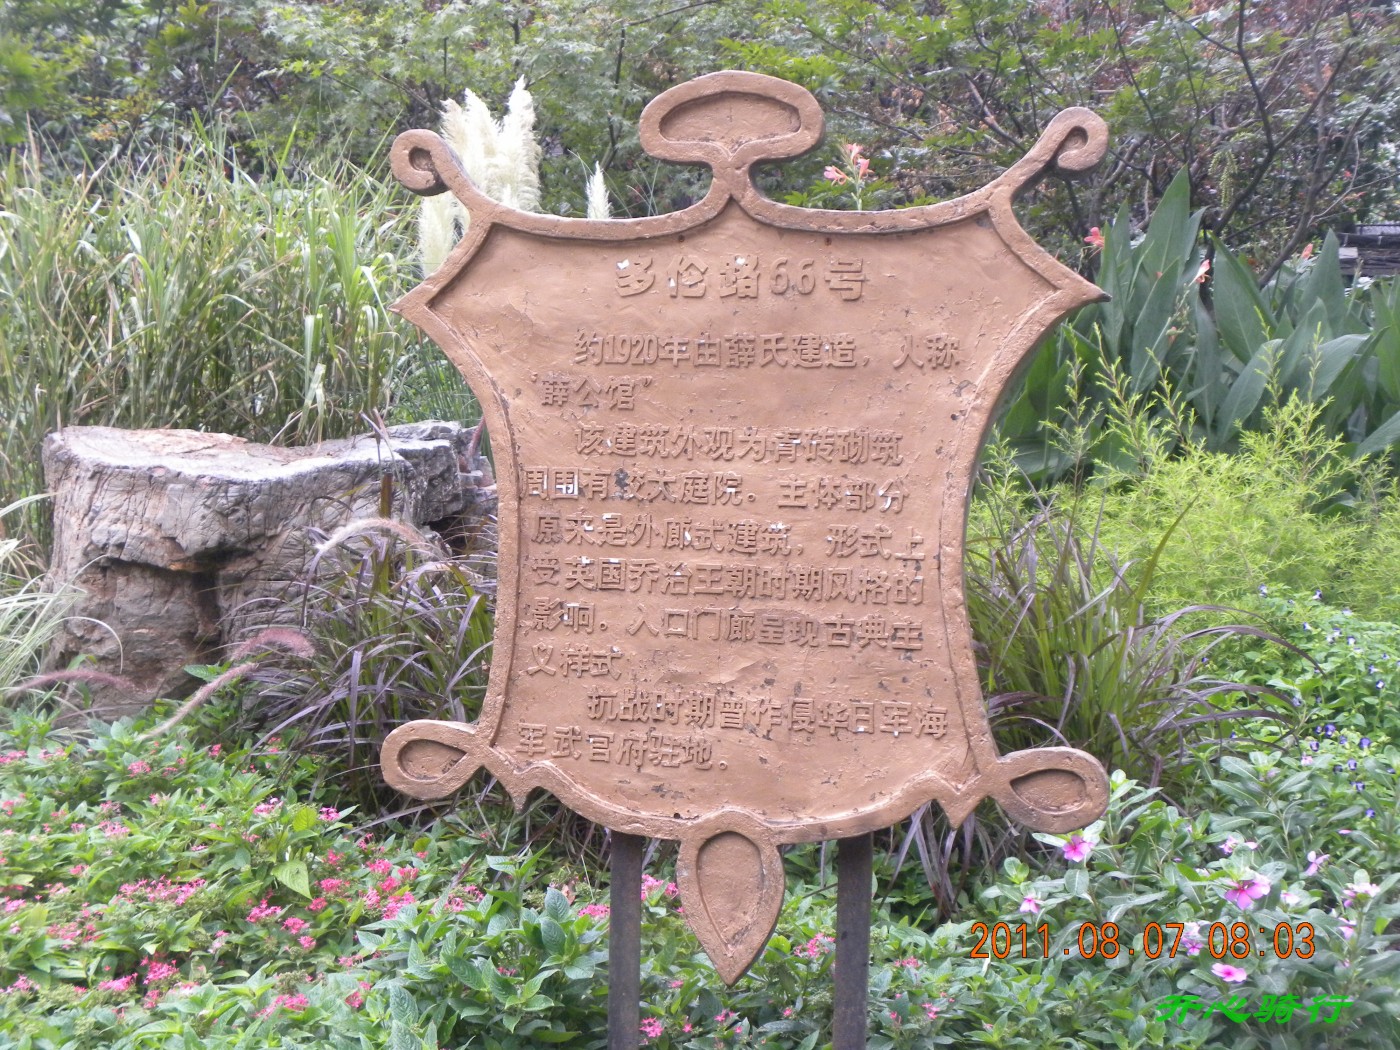 多伦路66号
约1920年由薛氏建造，人称
“薛公馆”
该建筑外观为青砖砌筑
周围有较大庭院。主体部分
原来是外廊式建筑，形式上
受英国乔治王朝时期风格的
影响。入口门廊呈现古典主
义样式
抗战时期曾作侵华日军海
军武官府驻地。
2011.08.07 08:03
开心骑行